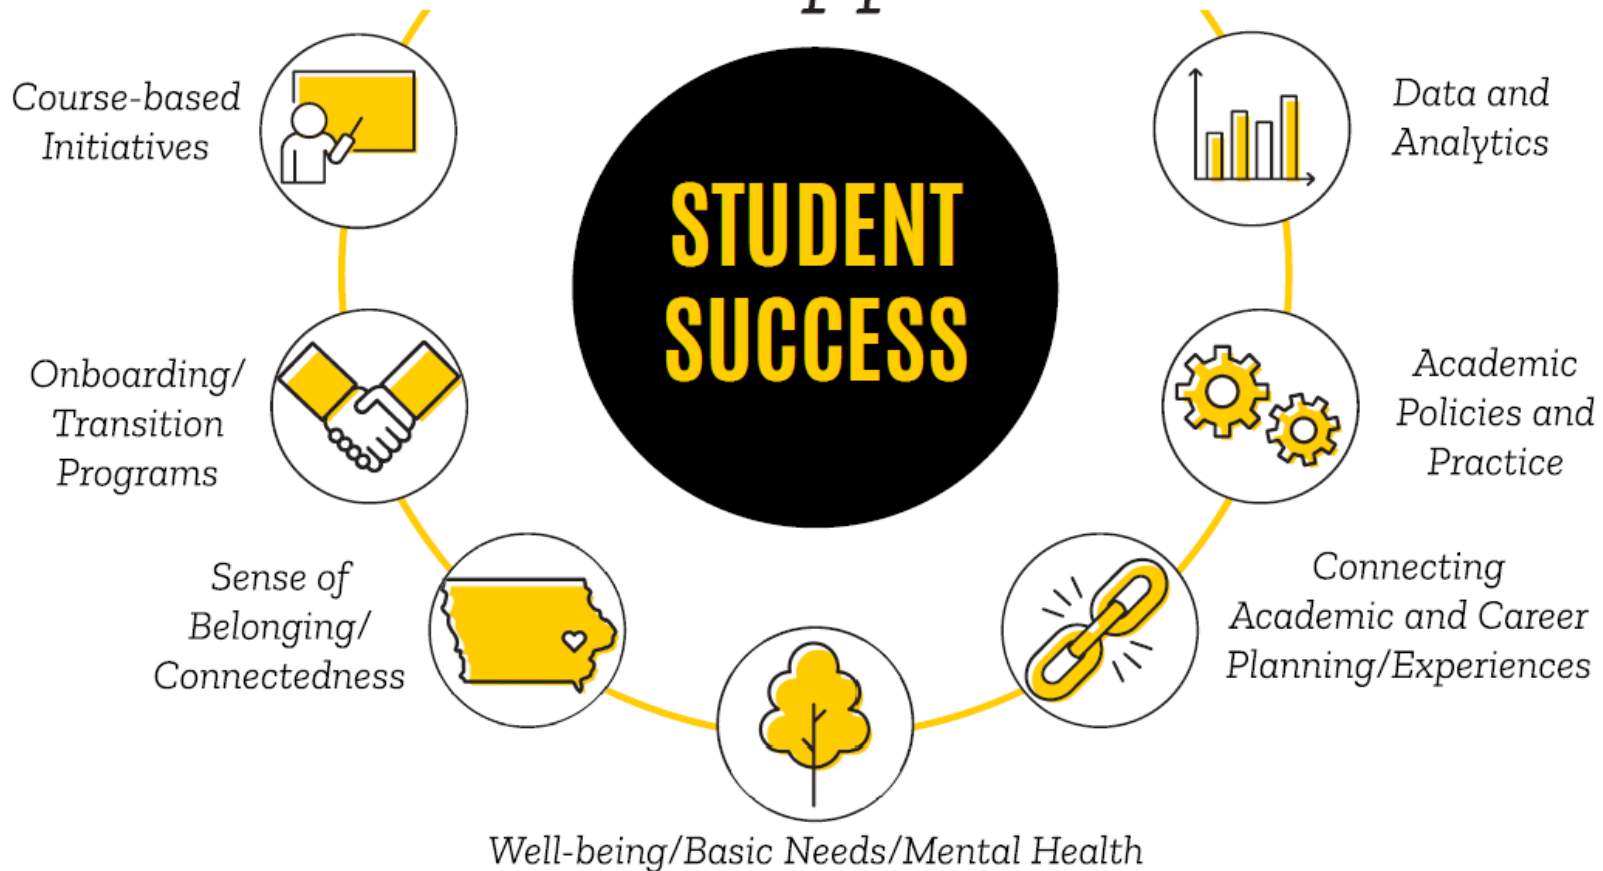 Course-based
Initiatives
STUDENT
SUCCESS
Data and
Analytics
Onboarding/
Transition
Programs
Academic
Policies and
Practice
Sense of
Belonging/
Connectedness
Connecting
Academic and Career
Planning/Experiences
Well-being/Basic Needs/Mental Health